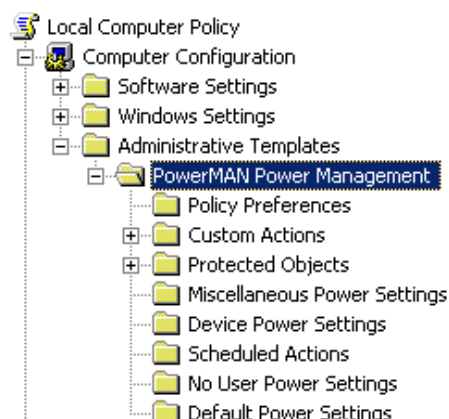 Local Computer Policy
Computer Configuration
Software Settings
Windows Settings
Administrative Templates
PowerMAN Power Management
Policy Preferences
Custom Actions
Protected Objects
Miscellaneous Power Settings
Device Power Settings
Scheduled Actions
No User Power Settings
Default Power Settings